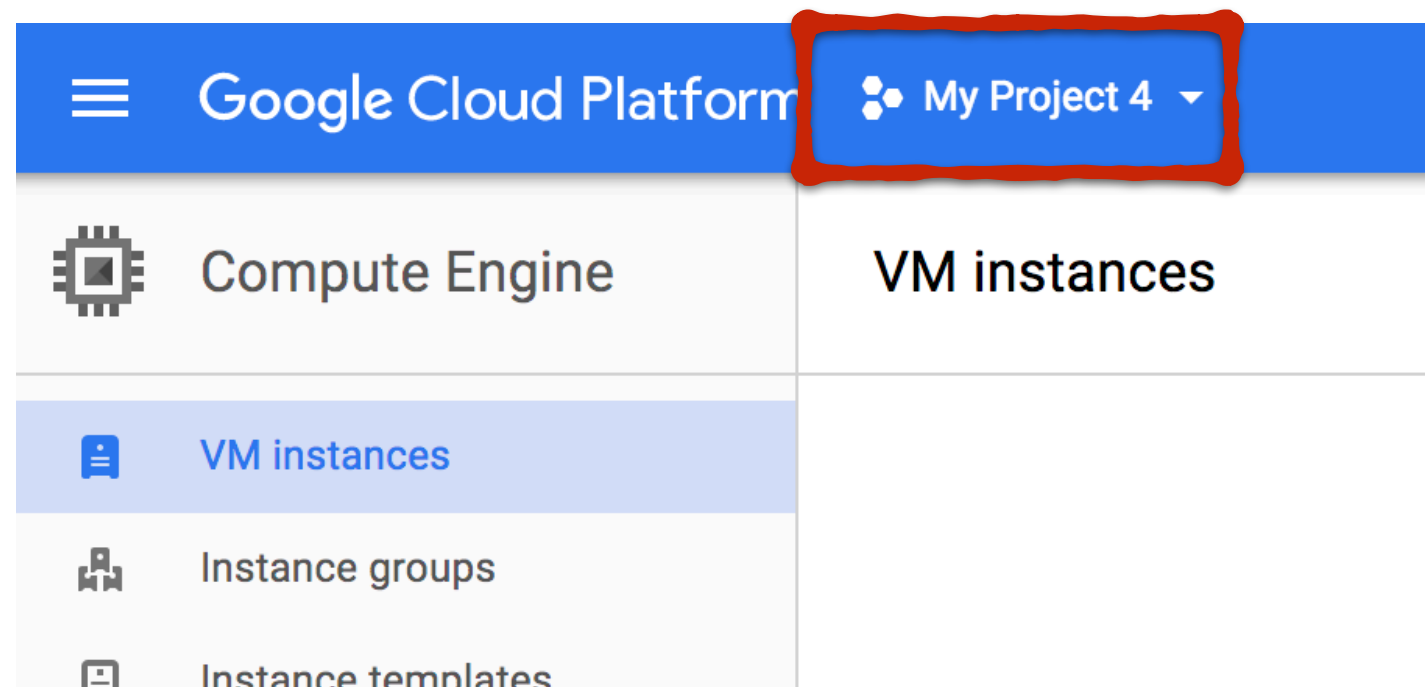 Google Cloud Platform
My Project 4
Compute Engine
VM instances
VM instances
Instance groups
Instance templates